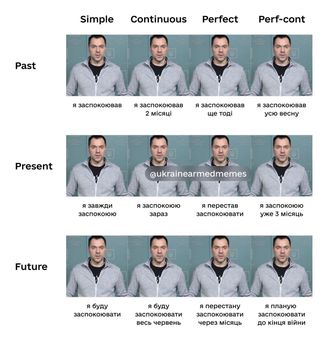 Simple Continuous Perfect Perf-cont
Past
я заспокоював
я заспокоював
2 місяці
я заспокоював
ще тоді
я заспокоював
усю весну
Present
@ukrainearmedmemes
я завжди
заспокоюю
я заспокоюю
зараз
я перестав
заспокоювати
я заспокоюю
уже 3 місяць
Future
я буду
заспокоювати
я буду
заспокоювати
весь червень
я перестану
заспокоювати
через місяць
я планую
заспокоювати
до кінця війни